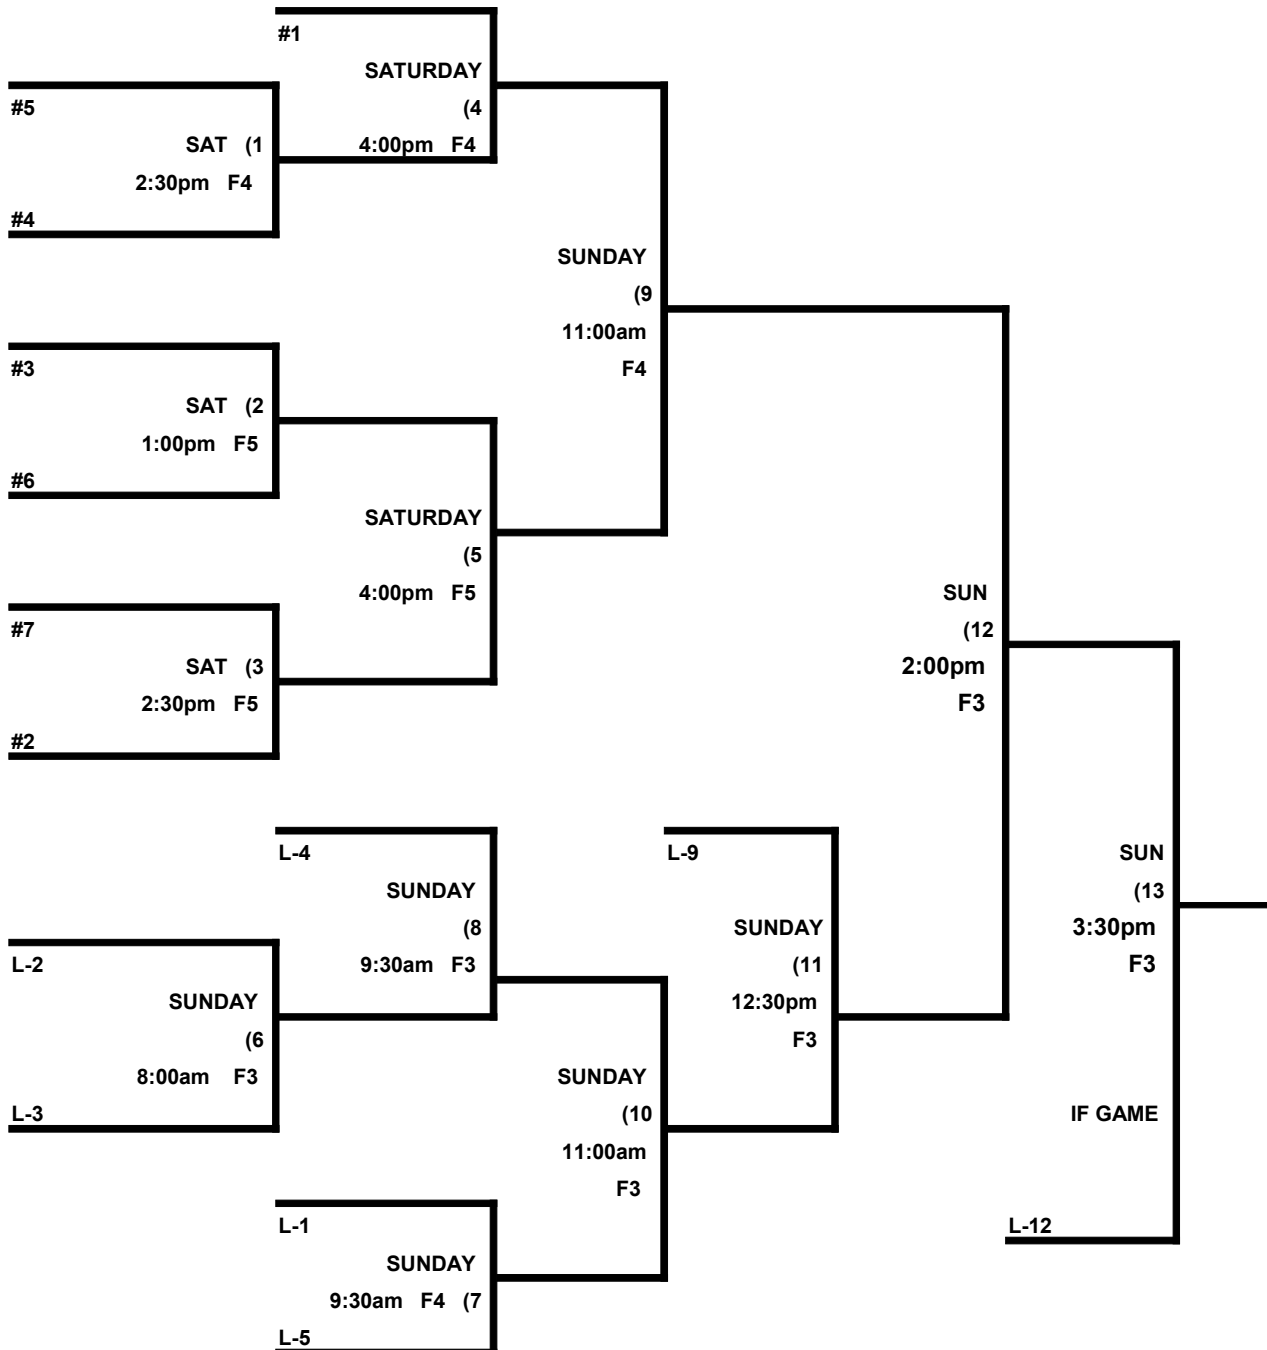 #1
SATURDAY
#5
(4
SAT (1
4:00pm F4
2:30pm F4
#4
SUNDAY
(9
11:00am
#3
F4
SAT (2
1:00pm F5
#6
SATURDAY
(5
4:00pm F5
SUN
#7
(12
SAT (3
2:00pm
2:30pm F5
F3
#2
L-4
L-9
SUN
SUNDAY
(13
(8
SUNDAY
3:30pm
L-2
9:30am F3
(11
F3
SUNDAY
12:30pm
(6
F3
8:00am F3
SUNDAY
L-3
(10
IF GAME
11:00am
F3
L-1
L-12
SUNDAY
9:30am F4 (7
L-5